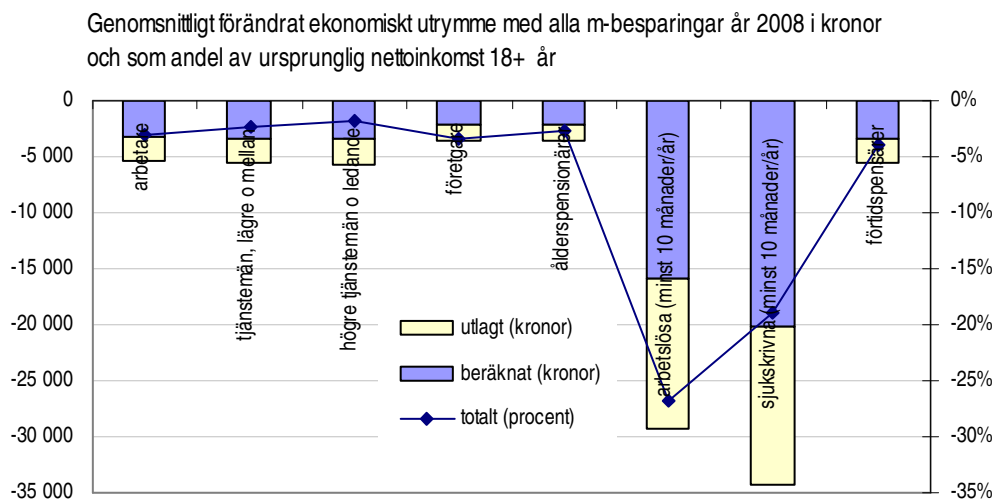 Genomsnittligt förändrat ekonomiskt utrymme med alla m-besparingar år 2008 i kronor
och som andel av ursprunglig nettoinkomst 18+ år
0
-5 000
-10 000
-15 000
-20 000
-25 000
-30 000
-35 000
arbetare
tjänstemän, lägre o mellan
högre tjänstemän o ledande
företgare
ålderspensionärer
arbetslösa (minst 10 månader/år)
sjukskrivna (minst 10 månader/år)
förtidspensärer
utlagt (kronor)
beräknat (kronor)
totalt (procent)
0%
-5%
-10%
-15%
-20%
-25%
-30%
-35%